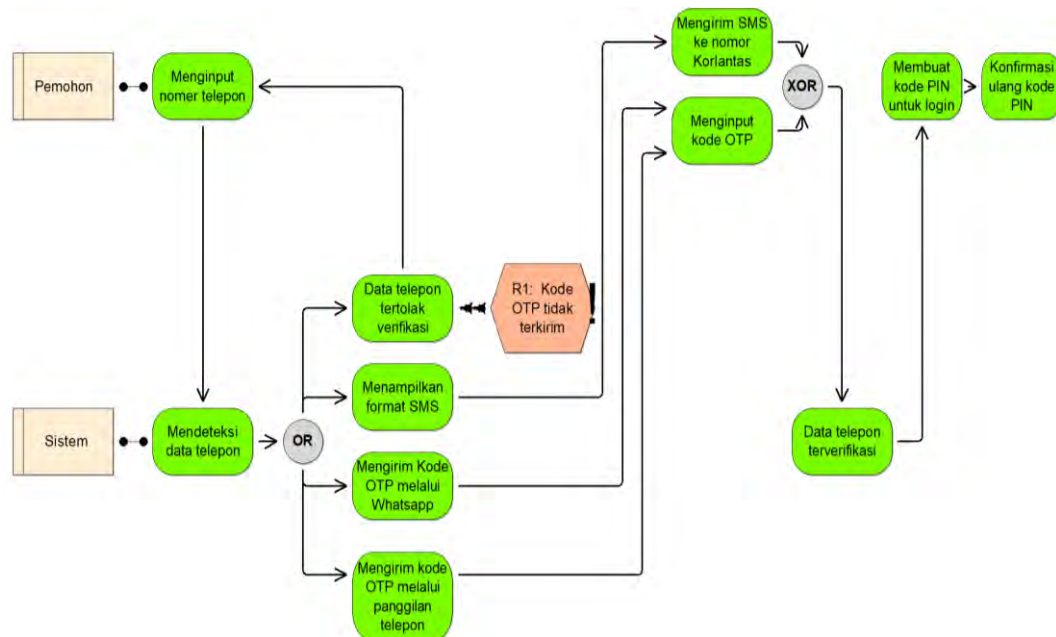 Pemohon
Menginput
nomer telepon
Mengirim SMS
ke nomor
Korlantas
XOR
Menginput
kode OTP
Membuat
kode PIN
untuk login
Konfirmasi
ulang kode
PIN
Data telepon
tertolak
verifikasi
R1: Kode
OTP tidak
terkirim
!
Menampilkan
format SMS
Sistem
Mendeteksi
data telepon
OR
Mengirim Kode
OTP melalui
Whatsapp
Mengirim kode
OTP melalui
panggilan
telepon
Data telepon
terverifikasi